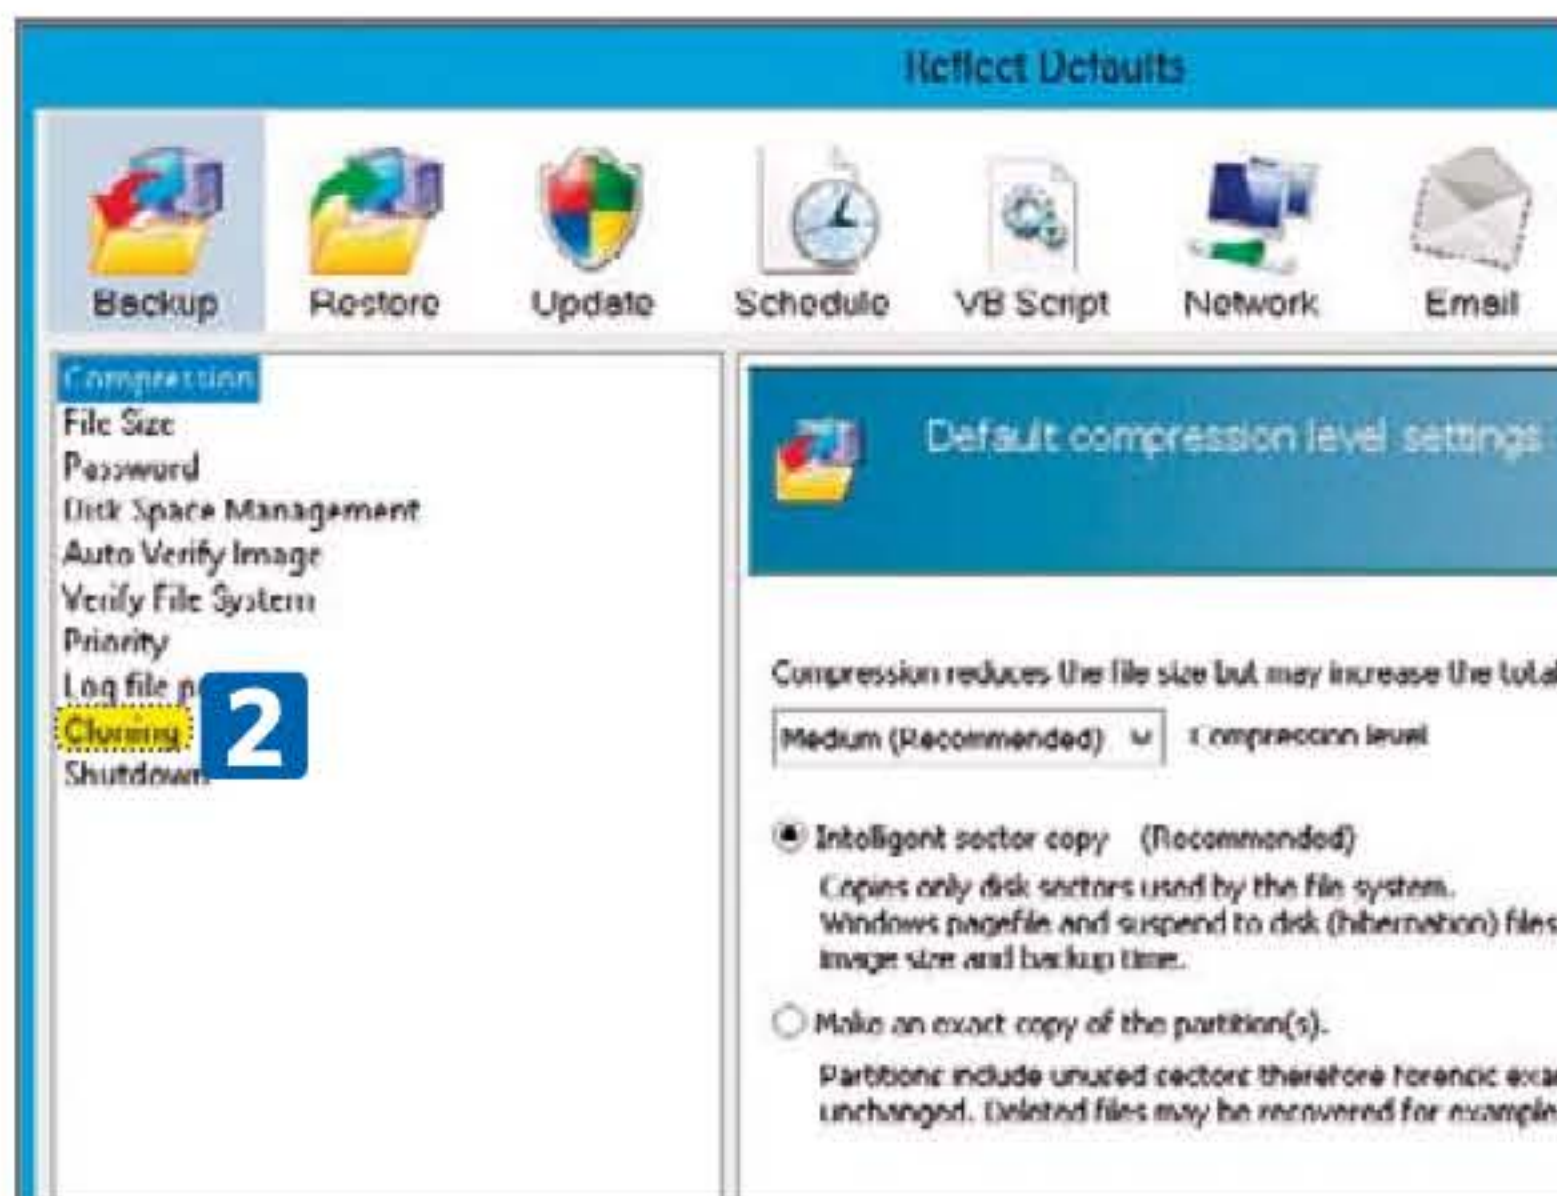 Reflect Defaults
Backup Restore Update Schedule VB Script Network Email
Compression
File Size
Password
Disk Space Management
Auto Verify Image
Verify File System
Priority
Log file p
Cloning
2
Shutdown
Default compression level settings
Compression reduces the file size but may increase the total
Medium (Recommended) Compression level
Intelligent sector copy (Recommended)
Copies only disk sectors used by the file system.
Windows pagefile and suspend to disk (hibernation) files
image size and backup time.
Make an exact copy of the partition(s).
Partitions include unused sectors therefore forensic exa
unchanged. Deleted files may be recovered for example